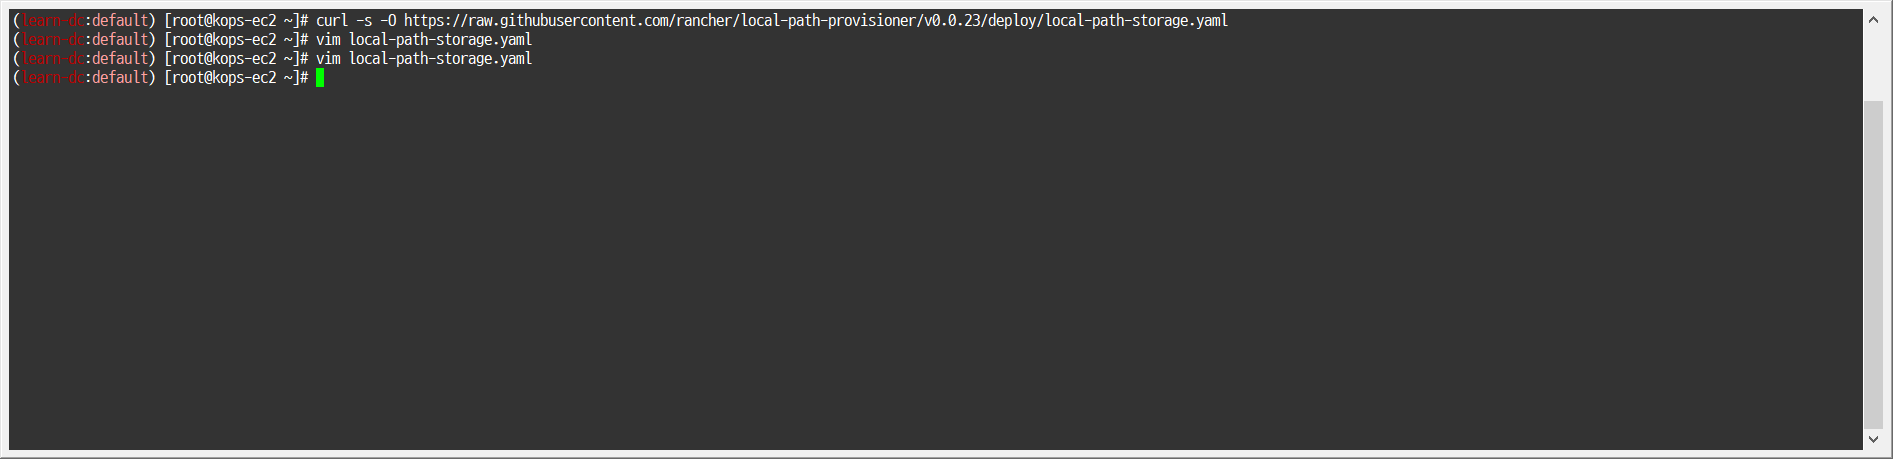 (learn-dc:default) [root@kops-ec2 ~]# curl -s -O https://raw.githubusercontent.com/rancher/local-path-provisioner/v0.0.23/deploy/local-path-storage.yaml
(learn-dc:default) [root@kops-ec2 ~]# vim local-path-storage.yaml
(learn-dc:default) [root@kops-ec2 ~]# vim local-path-storage.yaml
(learn-dc:default) [root@kops-ec2 ~]#